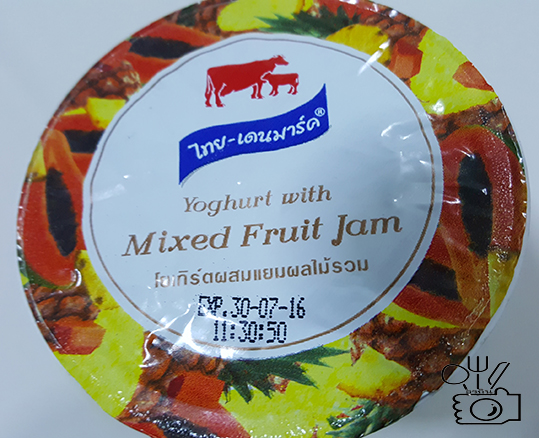 ไทย-เดนมาร์ค®
Yoghurt with
Mixed Fruit Jam
โยเกิร์ตผสมแยมผลไม้รวม
EXP. 30-07-16
11:30:50